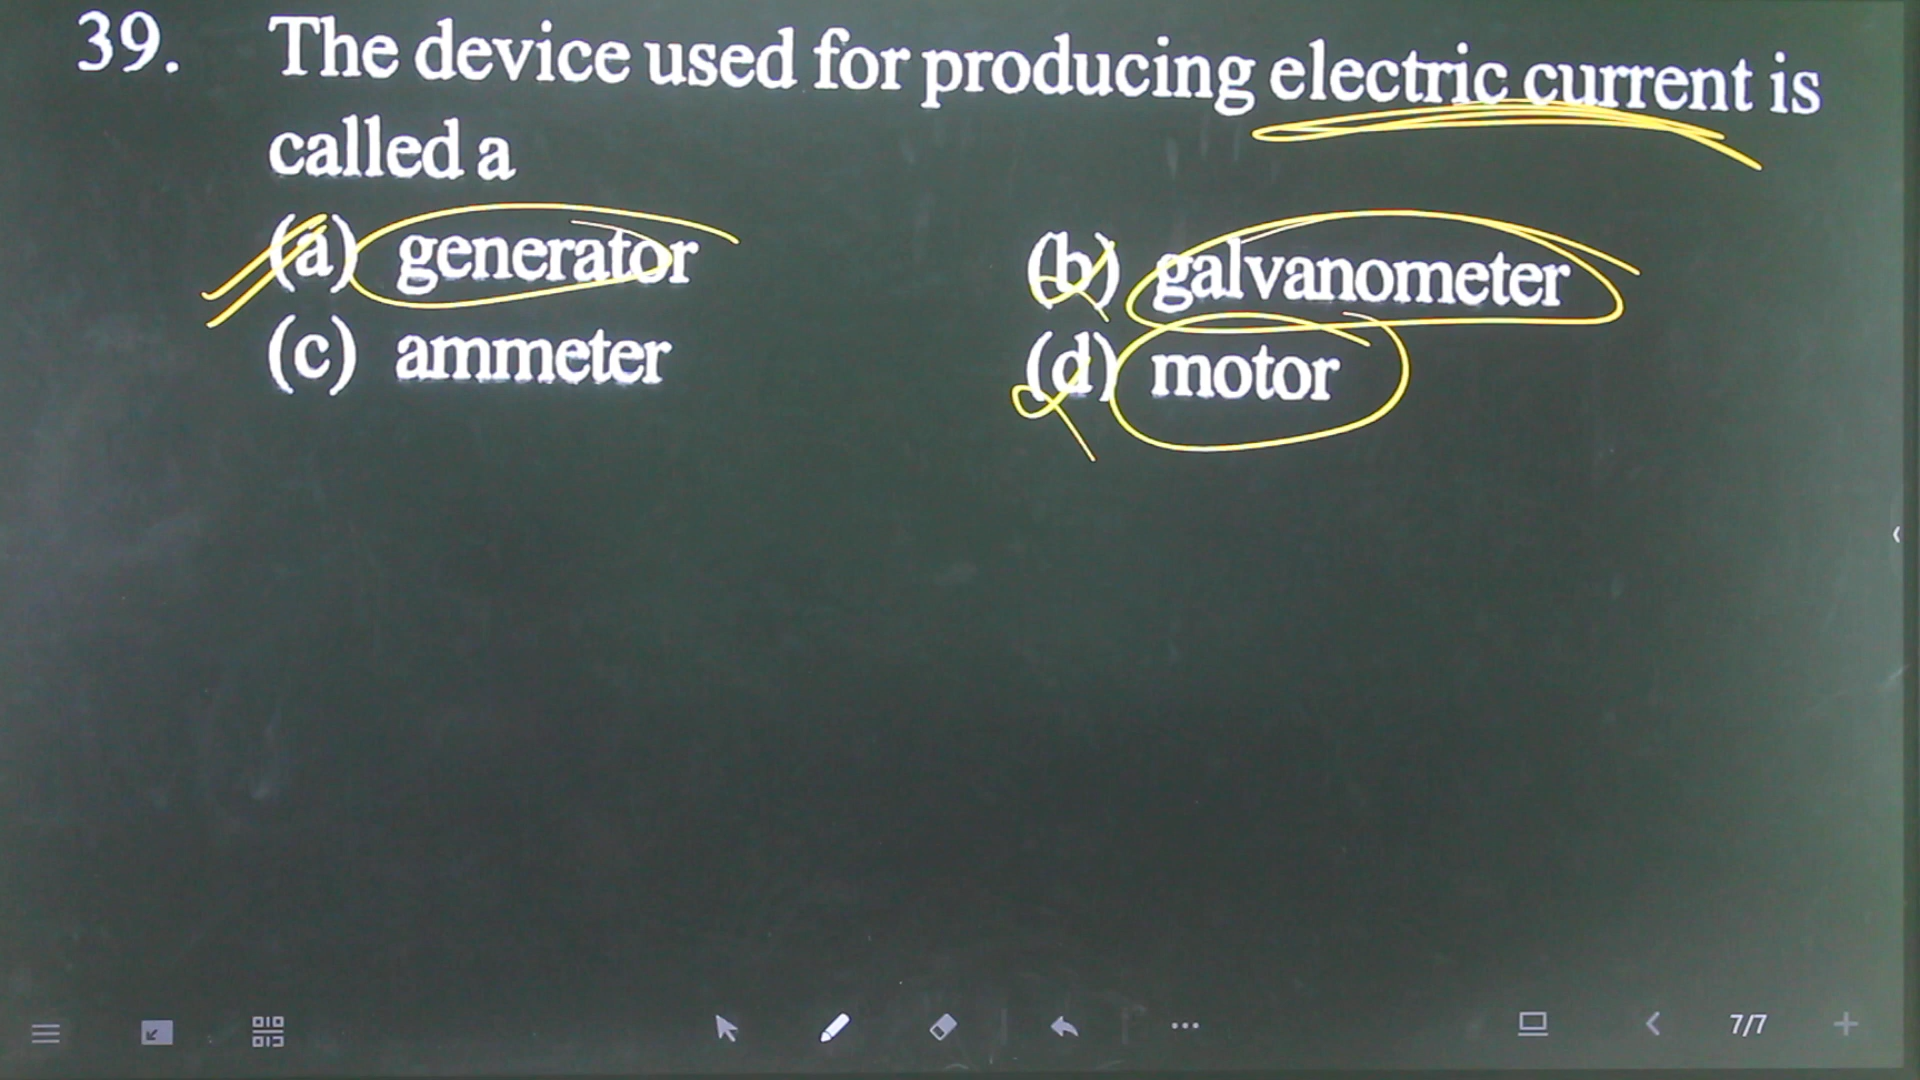 39. The device used for producing electric current is
called a
(a) generator (b) galvanometer
(c) ammeter (d) motor
7/7